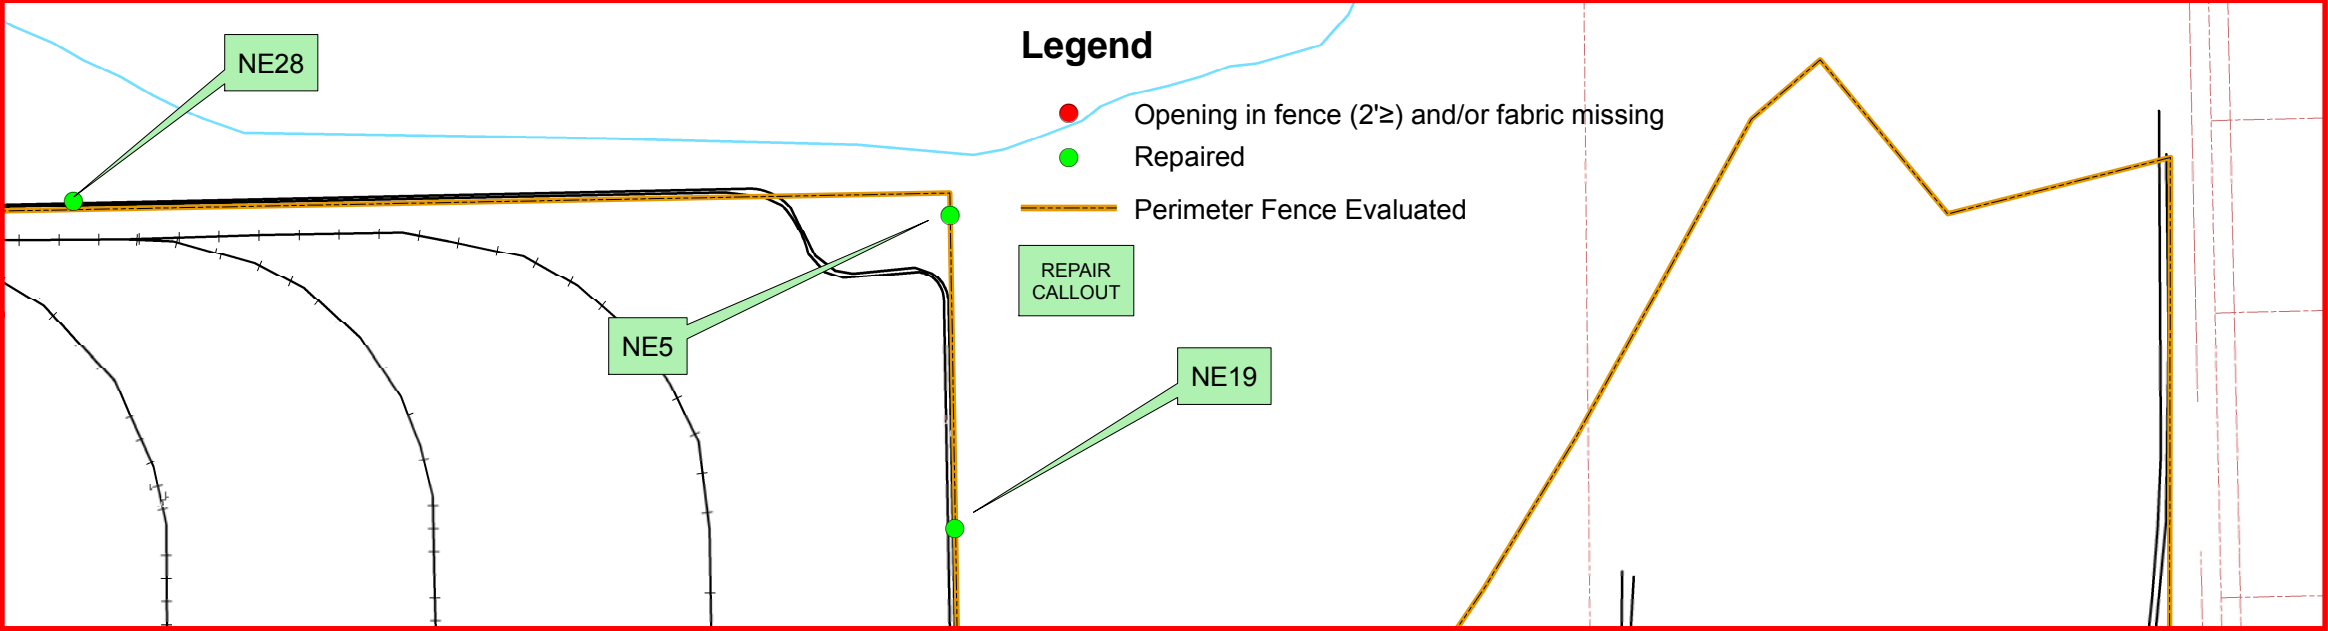 NE28
Legend
Opening in fence (2'≥) and/or fabric missing
Repaired
Perimeter Fence Evaluated
REPAIR
CALLOUT
NE5
NE19